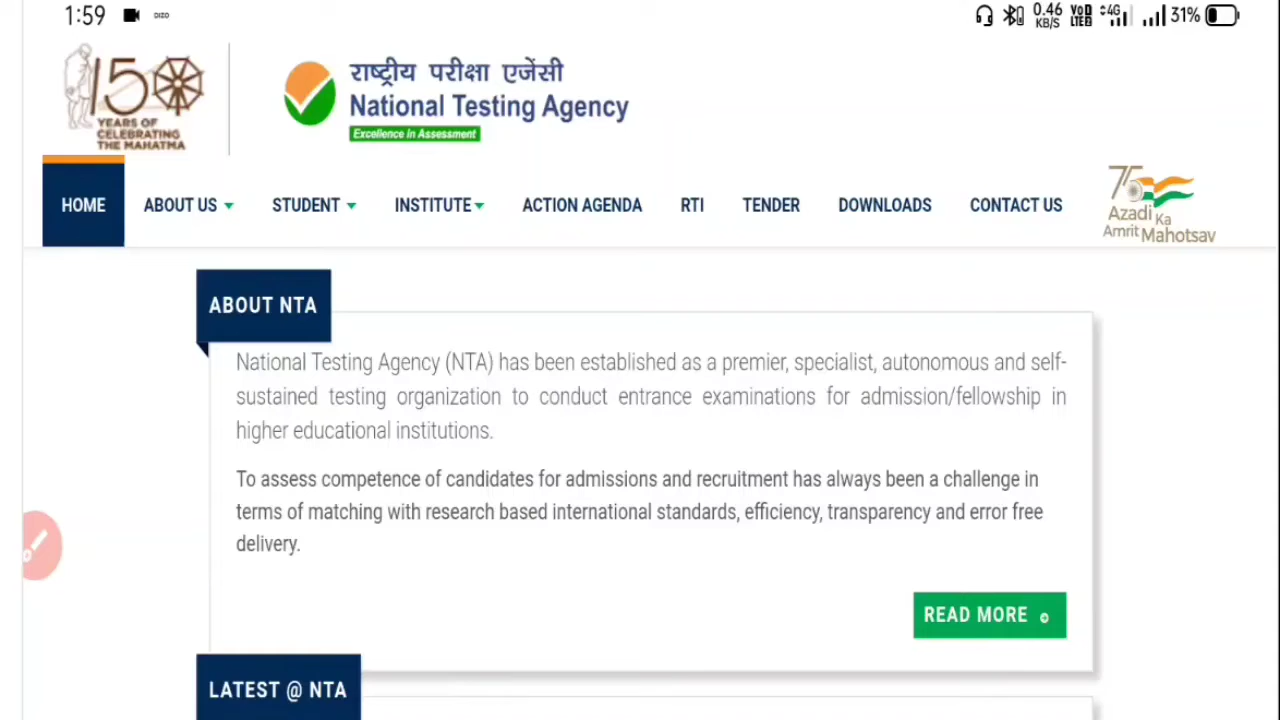 1:59
DIZO
0.46
KB/S
VoD
LTE2
4G
31%
150
YEARS OF
CELEBRATING
THE MAHATMA
राष्ट्रीय परीक्षा एजेंसी
National Testing Agency
Excellence in Assessment
HOME
ABOUT US
STUDENT
INSTITUTE
ACTION AGENDA
RTI
TENDER
DOWNLOADS
CONTACT US
75
Azadi Ka
Amrit Mahotsav
ABOUT NTA
National Testing Agency (NTA) has been established as a premier, specialist, autonomous and self-
sustained testing organization to conduct entrance examinations for admission/fellowship in
higher educational institutions.
To assess competence of candidates for admissions and recruitment has always been a challenge in
terms of matching with research based international standards, efficiency, transparency and error free
delivery.
READ MORE
LATEST @ NTA